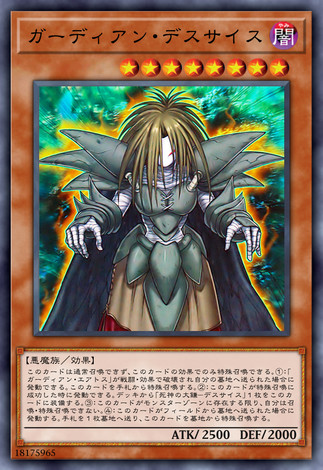 ガーディアン・デスサイス
闇
やみ
【悪魔族/効果】
このカードは通常召喚できず、このカードの効果でのみ特殊召喚できる。①:「
ガーディアン・エアトス」が戦闘・効果で破壊され自分の墓地へ送られた場合に
発動できる。このカードを手札から特殊召喚する。②:このカードが特殊召喚に
成功した時に発動できる。デッキから「死神の大鎌-デスサイス」1枚をこのカー
ドに装備する。③:このカードがモンスターゾーンに存在する限り、自分は召
喚・特殊召喚できない。④:このカードがフィールドから墓地へ送られた場合に発
動する。手札を1枚墓地へ送り、このカードを墓地から特殊召喚する。
ATK/2500 DEF/2000
18175965